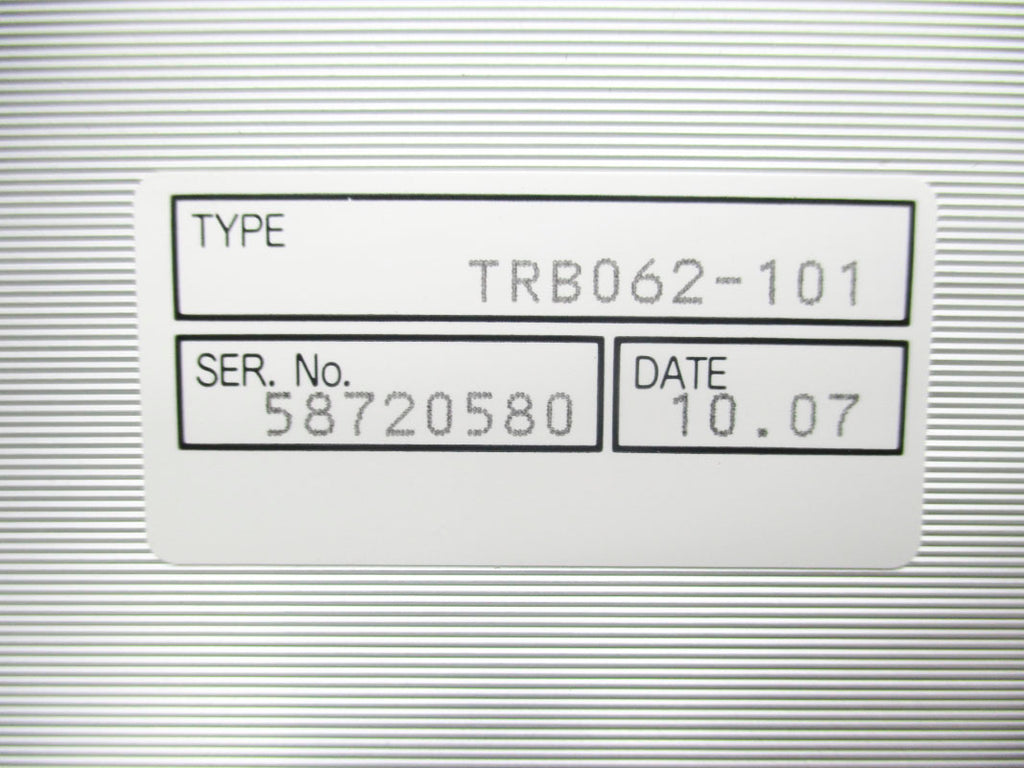 TYPE
TRB062-101
SER. No.
58720580
DATE
10.07